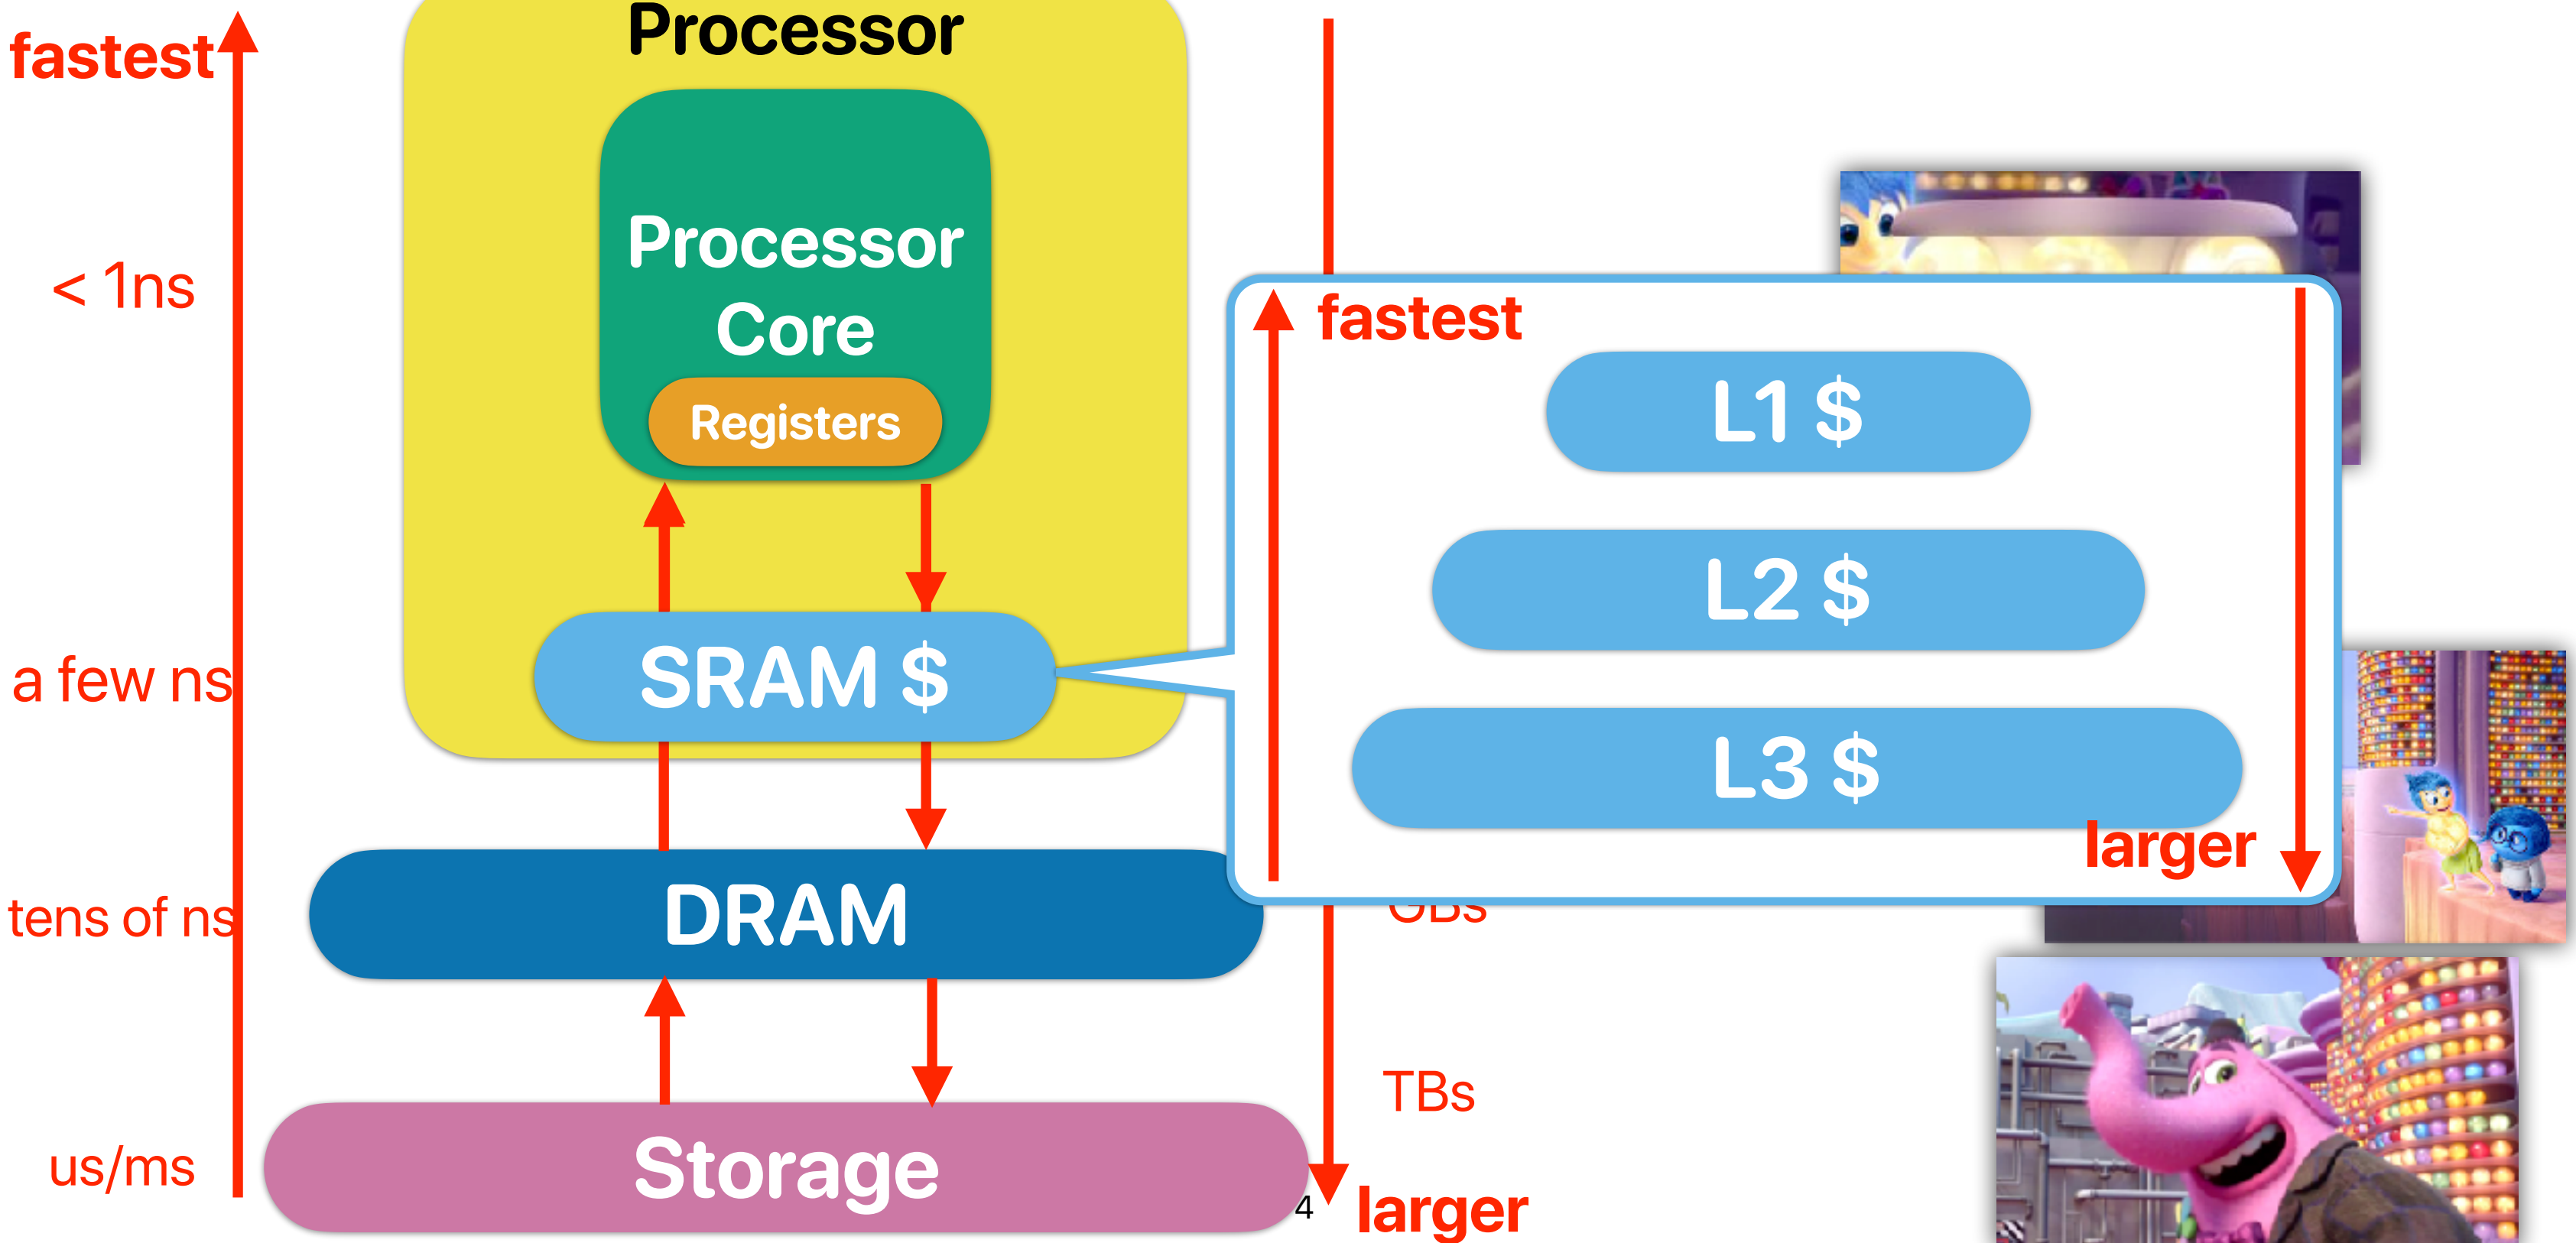 Processor
fastest
< 1ns
Processor
Core
Registers
a few ns
SRAM $
tens of ns
DRAM
us/ms
Storage
fastest
L1 $
L2 $
L3 $
larger
GBs
TBs
larger
4